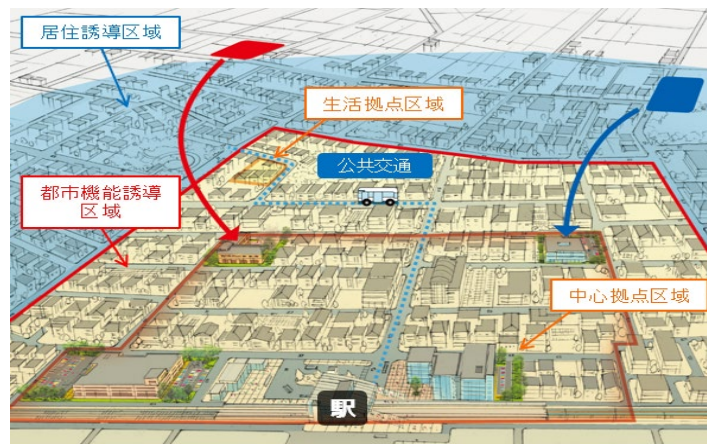 居住誘導区域
生活拠点区域
公共交通
都市機能誘導
区域
中心拠点区域
駅